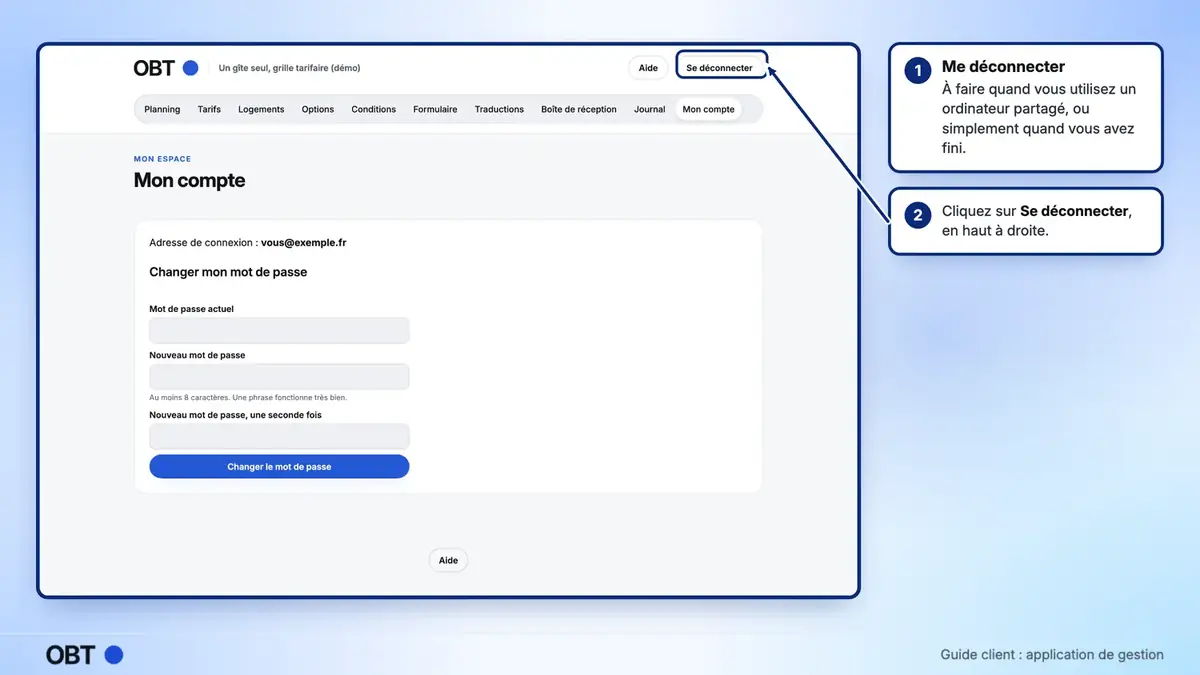 OBT
Un gîte seul, grille tarifaire (démo)
Aide
Se déconnecter
Planning
Tarifs
Logements
Options
Conditions
Formulaire
Traductions
Boîte de réception
Journal
Mon compte
MON ESPACE
Mon compte
Adresse de connexion : vous@exemple.fr
Changer mon mot de passe
Mot de passe actuel
Nouveau mot de passe
Au moins 8 caractères. Une phrase fonctionne très bien.
Nouveau mot de passe, une seconde fois
Changer le mot de passe
Aide
1
Me déconnecter
À faire quand vous utilisez un
ordinateur partagé, ou
simplement quand vous avez
fini.
2
Cliquez sur Se déconnecter,
en haut à droite.
OBT
Guide client : application de gestion